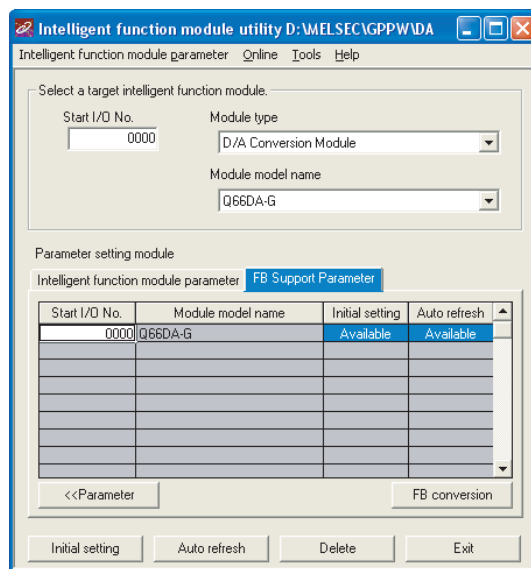 Intelligent function module utility D:\MELSEC\GPPW\DA
Intelligent function module parameter Online Tools Help
Select a target intelligent function module.
Start I/O No. Module type
0000 D/A Conversion Module
Module model name
Q66DA-G
Parameter setting module
Intelligent function module parameter FB Support Parameter
Start I/O No. Module model name Initial setting Auto refresh
0000 Q66DA-G Available Available
<<Parameter FB conversion
Initial setting Auto refresh Delete Exit